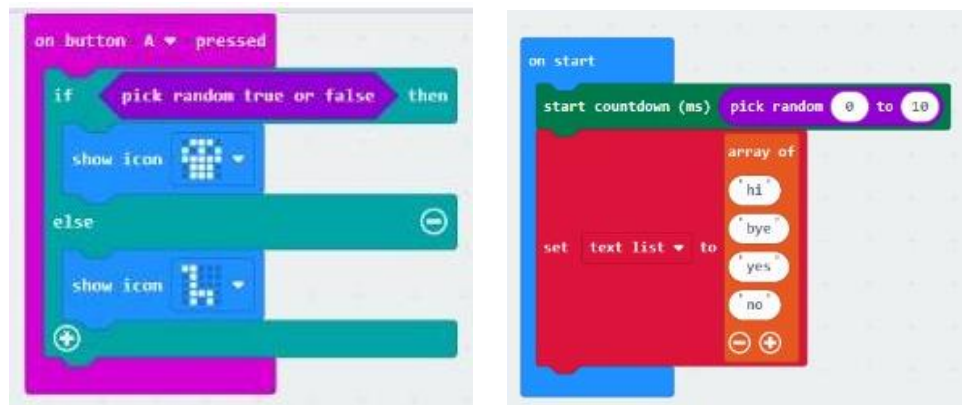 on button A pressed
if pick random true or false then
show icon
else
show icon
on start
start countdown (ms) pick random 0 to 10
set text list to array of
"hi"
"bye"
"yes"
"no"